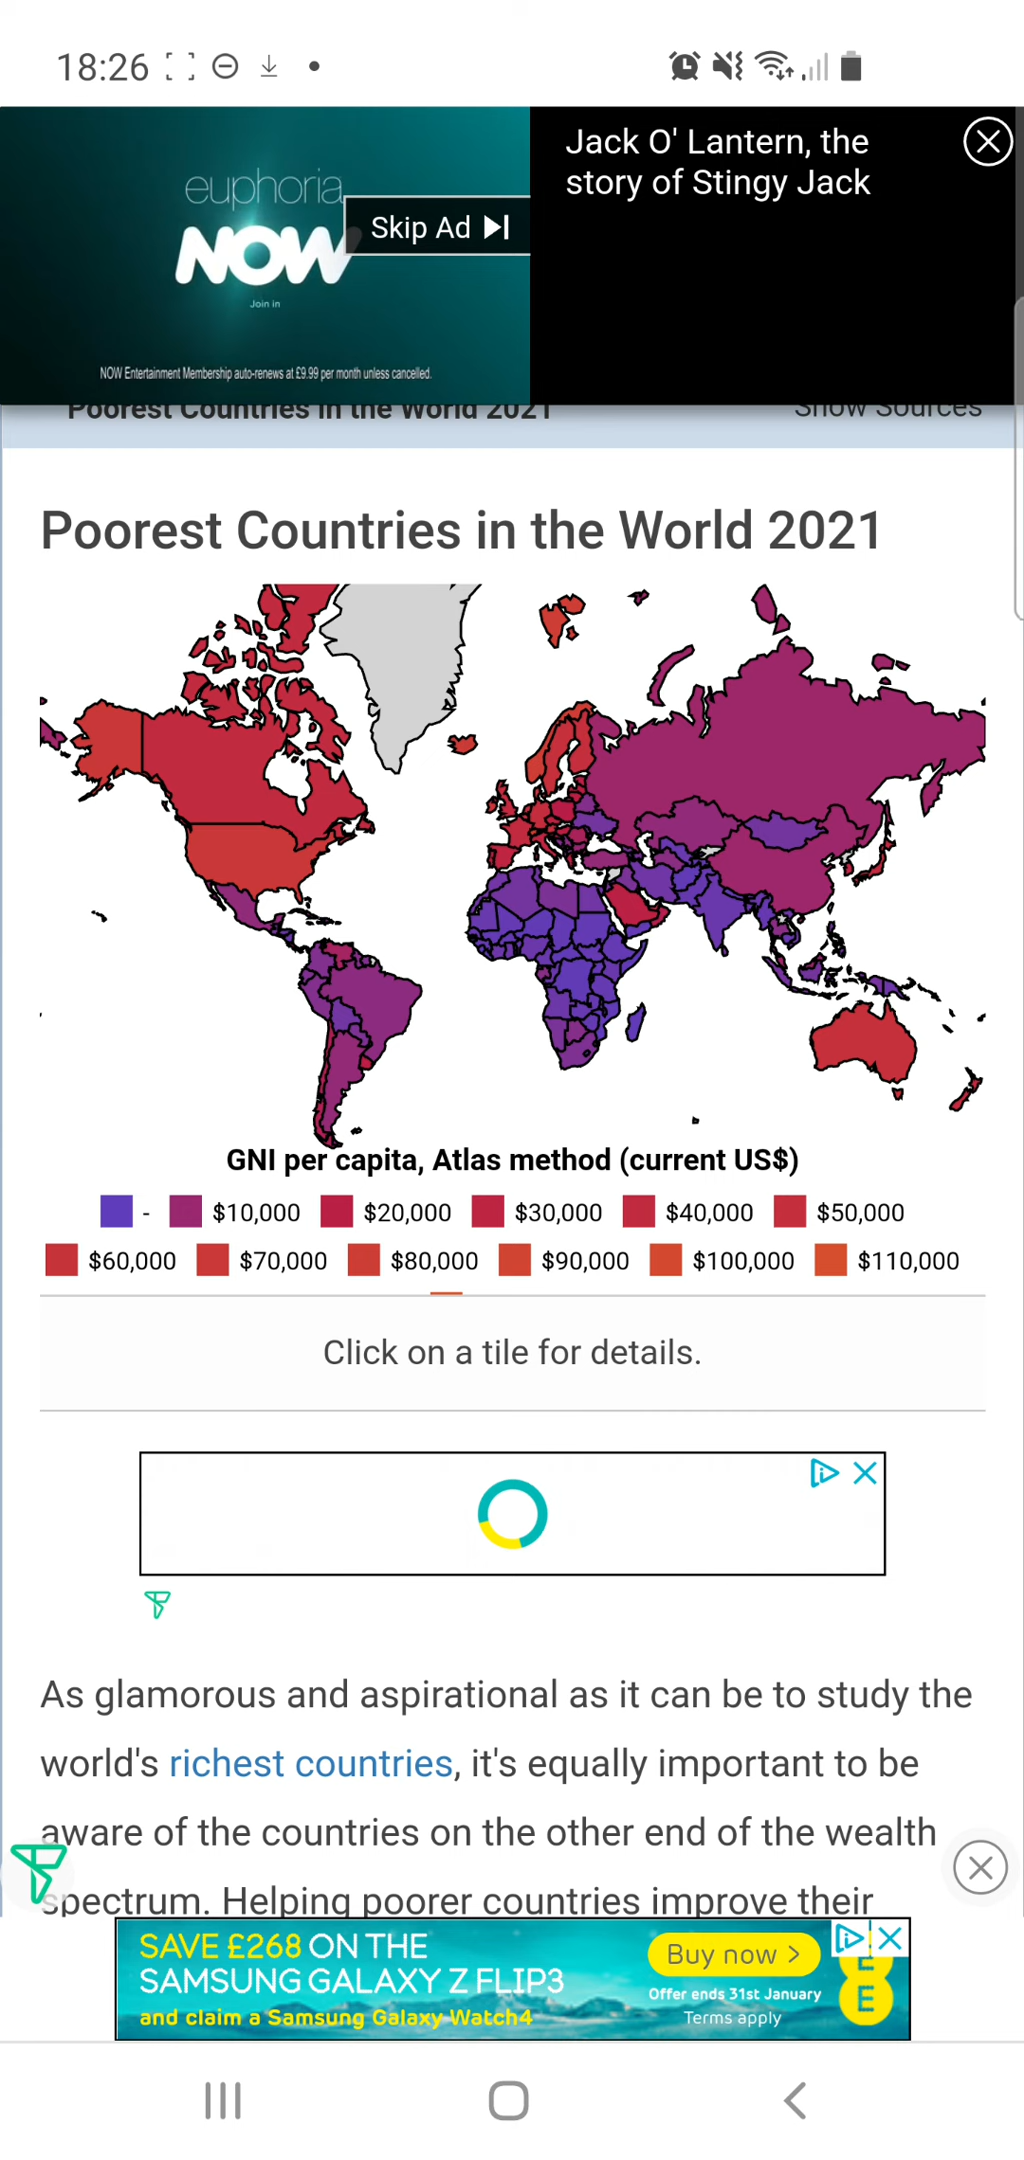 18:26
euphoria
NOW
Join in
Skip Ad
NOW Entertainment Membership auto-renews at £9.99 per month unless cancelled.
Jack O' Lantern, the
story of Stingy Jack
Poorest Countries in the World 2021
Show Sources
Poorest Countries in the World 2021
GNI per capita, Atlas method (current US$)
- $10,000 $20,000 $30,000 $40,000 $50,000
$60,000 $70,000 $80,000 $90,000 $100,000 $110,000
Click on a tile for details.
As glamorous and aspirational as it can be to study the
world's richest countries, it's equally important to be
aware of the countries on the other end of the wealth
spectrum. Helping poorer countries improve their
SAVE £268 ON THE
SAMSUNG GALAXY Z FLIP3
and claim a Samsung Galaxy Watch4
Buy now >
Offer ends 31st January
Terms apply
E
E